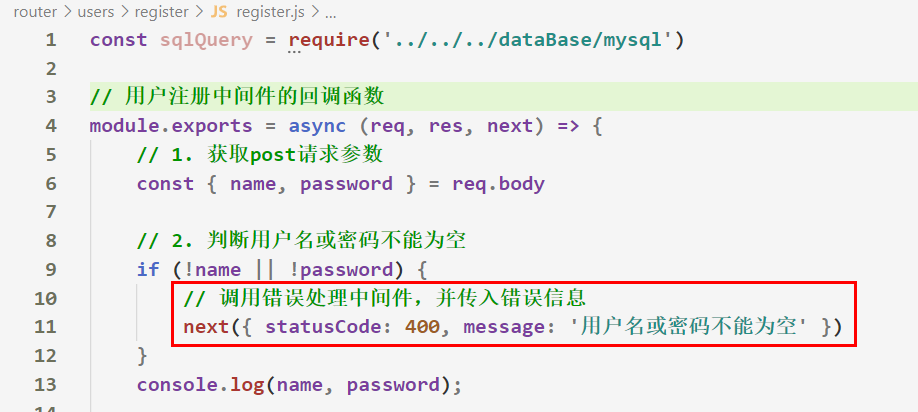 router > users > register > JS register.js > ...
1 const sqlQuery = require('../../../dataBase/mysql')
2
3 // 用户注册中间件的回调函数
4 module.exports = async (req, res, next) => {
5 // 1. 获取post请求参数
6 const { name, password } = req.body
7
8 // 2. 判断用户名或密码不能为空
9 if (!name || !password) {
10 // 调用错误处理中间件，并传入错误信息
11 next({ statusCode: 400, message: '用户名或密码不能为空' })
12 }
13 console.log(name, password);